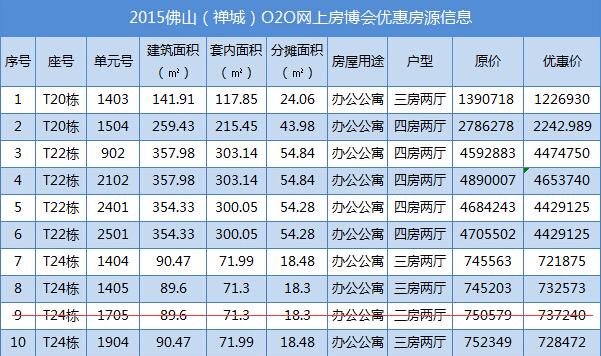 2015佛山（禅城）O2O网上房博会优惠房源信息
序号 座号 单元号 建筑面积（㎡） 套内面积（㎡） 分摊面积（㎡） 房屋用途 户型 原价 优惠价
1 T20栋 1403 141.91 117.85 24.06 办公公寓 三房两厅 1390718 1226930
2 T20栋 1504 259.43 215.45 43.98 办公公寓 四房两厅 2786278 2242.989
3 T22栋 902 357.98 303.14 54.84 办公公寓 四房两厅 4592883 4474750
4 T22栋 2102 357.98 303.14 54.84 办公公寓 四房两厅 4890007 4653740
5 T22栋 2401 354.33 300.05 54.28 办公公寓 四房两厅 4684243 4429125
6 T22栋 2501 354.33 300.05 54.28 办公公寓 四房两厅 4705502 4429125
7 T24栋 1404 90.47 71.99 18.48 办公公寓 三房两厅 745563 721875
8 T24栋 1405 89.6 71.3 18.48 办公公寓 三房两厅 745203 732573
9 T24栋 1705 89.6 71.3 18.3 办公公寓 三房两厅 750579 737240
10 T24栋 1904 90.47 71.99 18.48 办公公寓 三房两厅 752349 728472